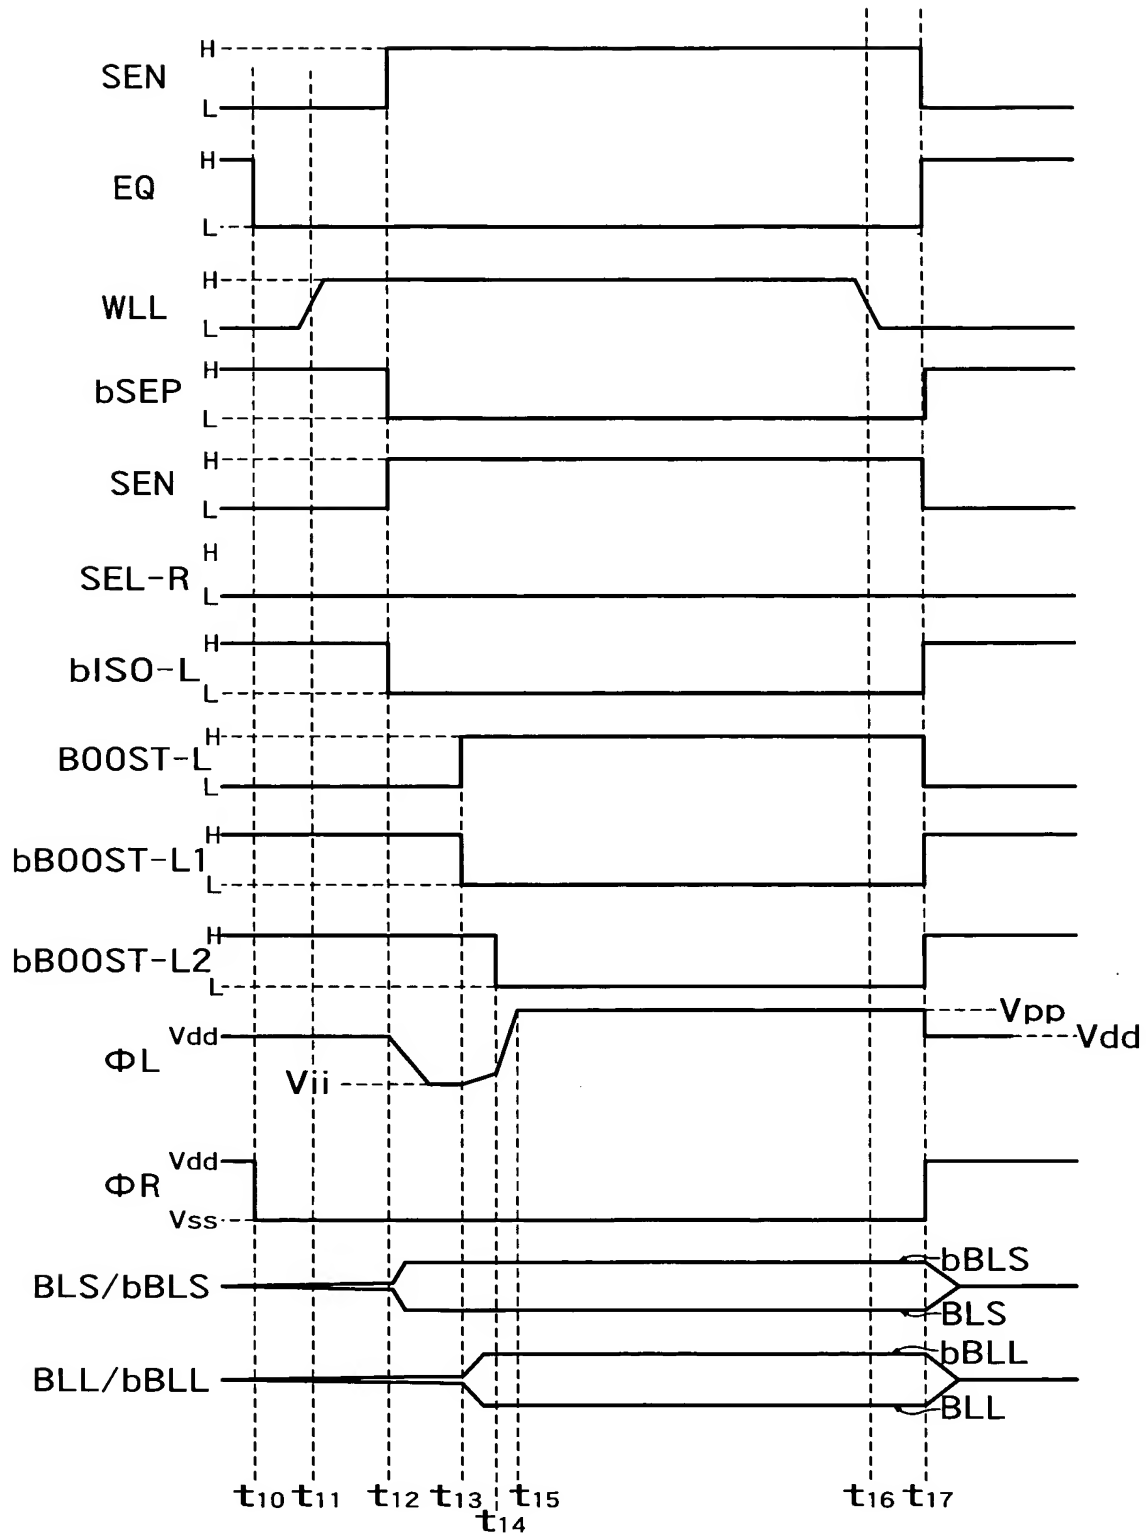 H
SEN
L
H
EQ
L
H
WLL
L
H
bSEP
L
H
SEN
L
H
SEL-R
L
H
bISO-L
L
H
BOOST-L
L
H
bBOOST-L1
L
H
bBOOST-L2
L
Vpp
Vdd
Vdd
ΦL
Vii
Vdd
ΦR
Vss
bBLS
BLS/bBLS
BLS
bBLL
BLL/bBLL
BLL
t10 t11 t12 t13 t15 t16 t17
t14